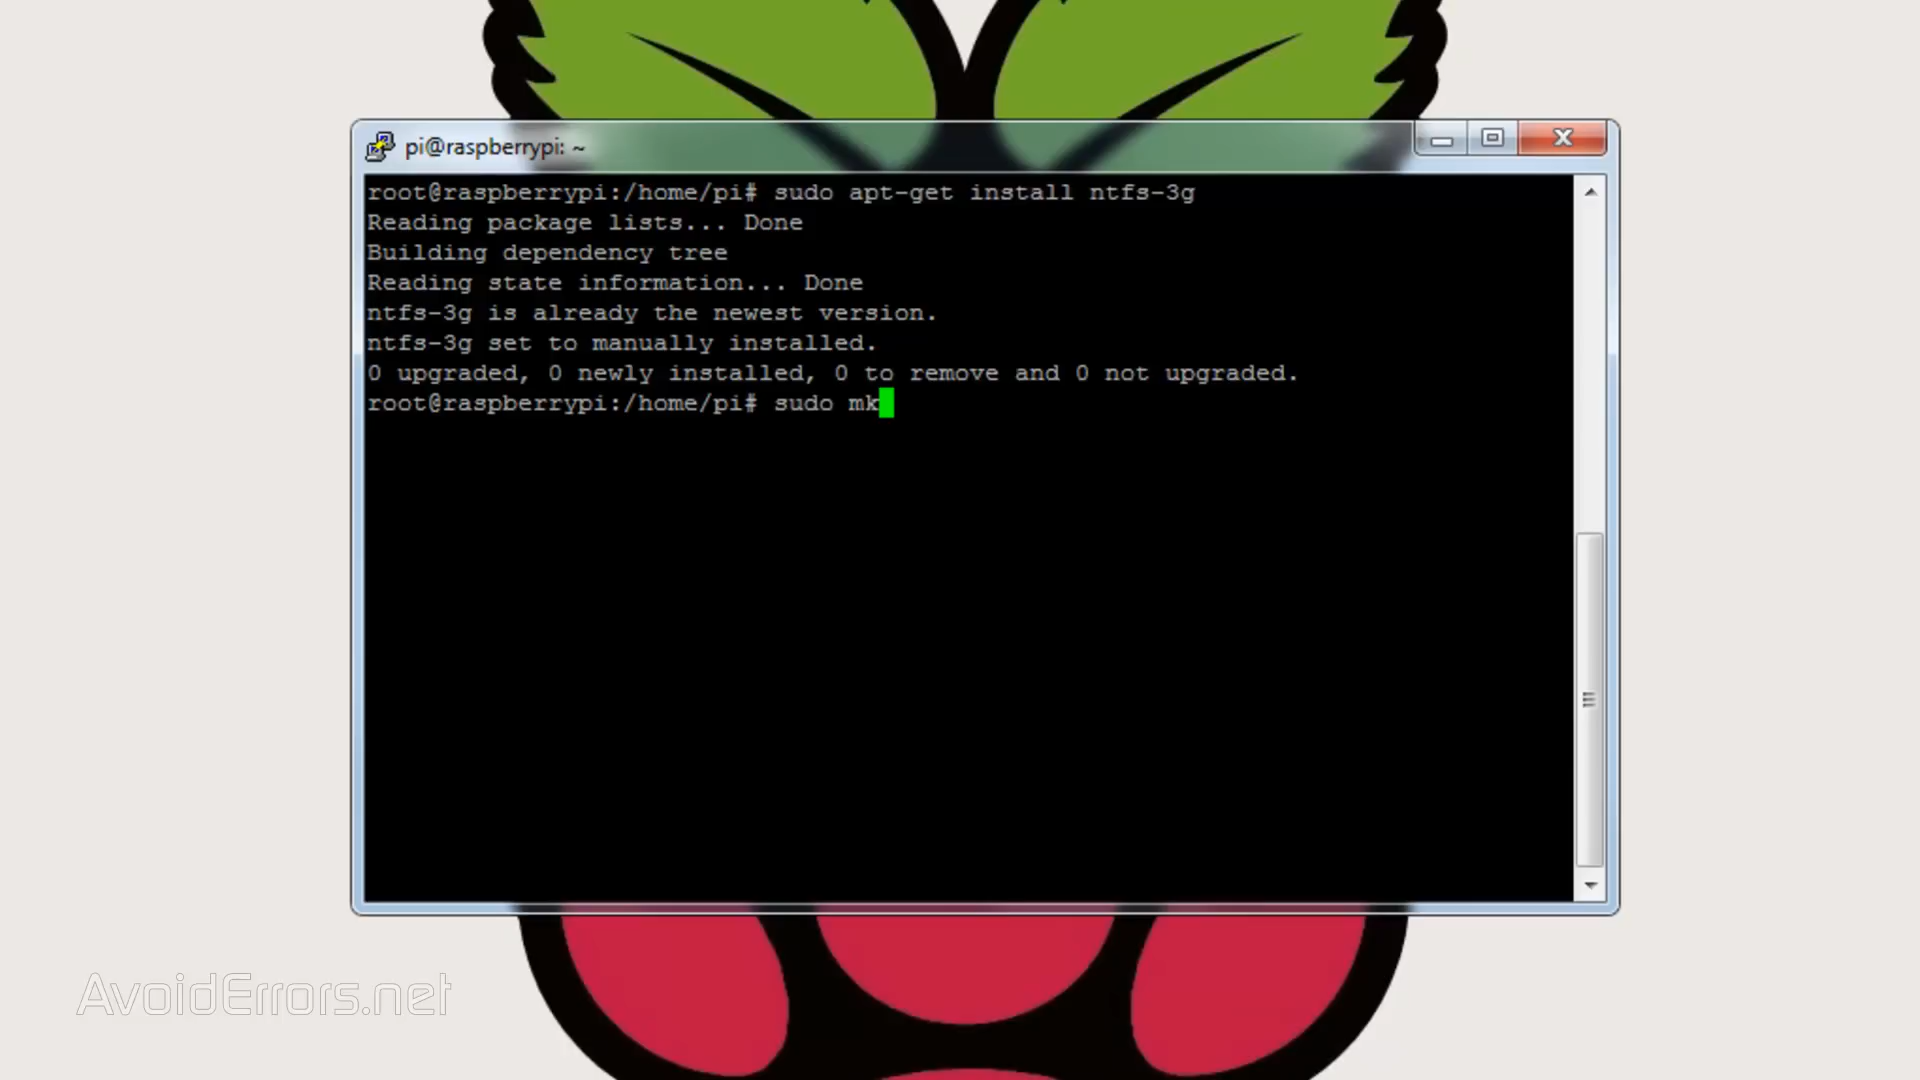 pi@raspberrypi: ~
root@raspberrypi:/home/pi# sudo apt-get install ntfs-3g
Reading package lists... Done
Building dependency tree
Reading state information... Done
ntfs-3g is already the newest version.
ntfs-3g set to manually installed.
0 upgraded, 0 newly installed, 0 to remove and 0 not upgraded.
root@raspberrypi:/home/pi# sudo mk
AvoidErrors.net